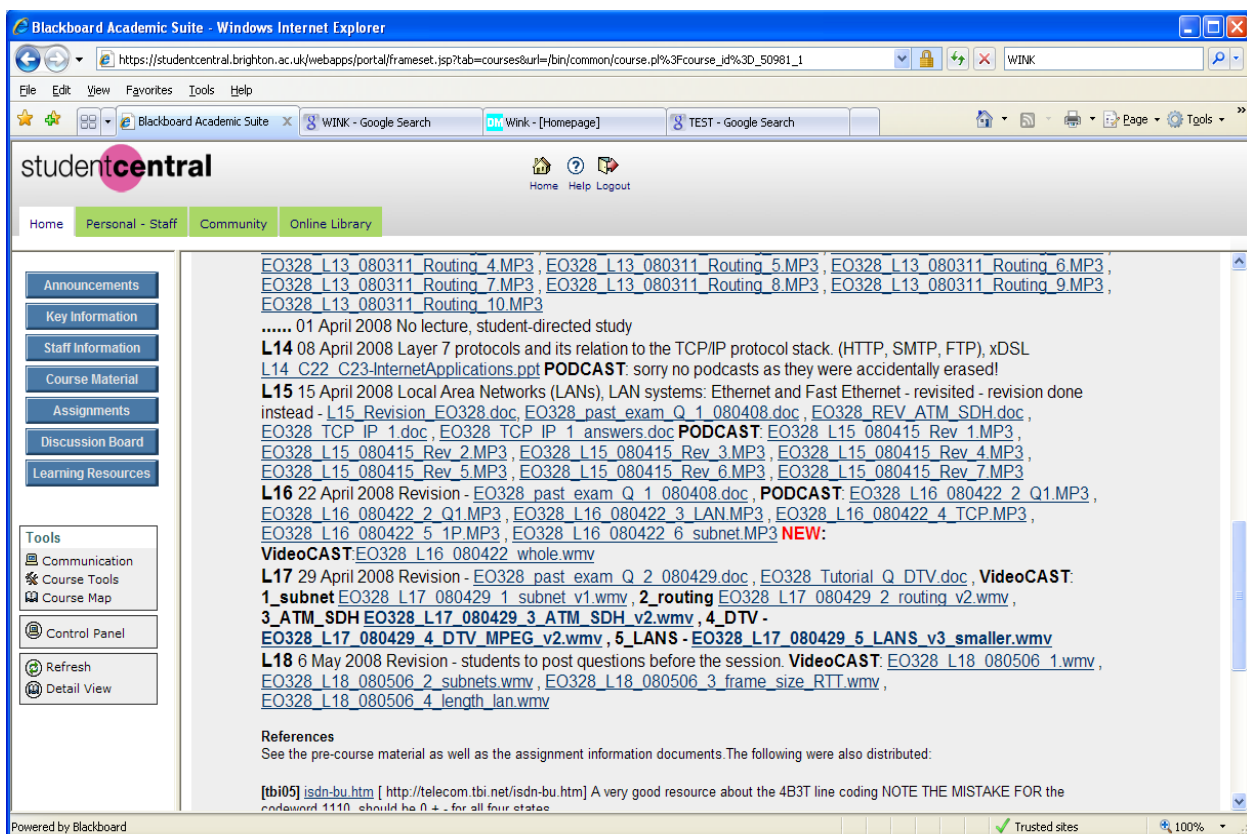 Blackboard Academic Suite - Windows Internet Explorer
https://studentcentral.brighton.ac.uk/webapps/portal/frameset.jsp?tab=courses&url=/bin/common/course.pl%3Fcourse_id%3D_50981_1
WINK
File Edit View Favorites Tools Help
Blackboard Academic Suite X WINK - Google Search DM Wink - [Homepage] TEST - Google Search Page Tools »
studentcentral
Home Help Logout
Home Personal - Staff Community Online Library
Announcements
Key Information
Staff Information
Course Material
Assignments
Discussion Board
Learning Resources
Tools
Communication
Course Tools
Course Map
Control Panel
Refresh
Detail View
EO328_L13_080311_Routing_4.MP3 , EO328_L13_080311_Routing_5.MP3 , EO328_L13_080311_Routing_6.MP3 ,
EO328_L13_080311_Routing_7.MP3 , EO328_L13_080311_Routing_8.MP3 , EO328_L13_080311_Routing_9.MP3 ,
EO328_L13_080311_Routing_10.MP3
...... 01 April 2008 No lecture, student-directed study
L14 08 April 2008 Layer 7 protocols and its relation to the TCP/IP protocol stack. (HTTP, SMTP, FTP), xDSL
L14_C22_C23-InternetApplications.ppt PODCAST: sorry no podcasts as they were accidentally erased!
L15 15 April 2008 Local Area Networks (LANs), LAN systems: Ethernet and Fast Ethernet - revisited - revision done
instead - L15_Revision_EO328.doc, EO328_past_exam_Q_1_080408.doc , EO328_REV_ATM_SDH.doc ,
EO328_TCP_IP_1.doc , EO328_TCP_IP_1_answers.doc PODCAST: EO328_L15_080415_Rev_1.MP3 ,
EO328_L15_080415_Rev_2.MP3 , EO328_L15_080415_Rev_3.MP3 , EO328_L15_080415_Rev_4.MP3 ,
EO328_L15_080415_Rev_5.MP3 , EO328_L15_080415_Rev_6.MP3 , EO328_L15_080415_Rev_7.MP3
L16 22 April 2008 Revision - EO328_past_exam_Q_1_080408.doc , PODCAST: EO328_L16_080422_2_Q1.MP3 ,
EO328_L16_080422_2_Q1.MP3 , EO328_L16_080422_3_LAN.MP3 , EO328_L16_080422_4_TCP.MP3 ,
EO328_L16_080422_5_1P.MP3 , EO328_L16_080422_6_subnet.MP3 NEW:
VideoCAST:EO328_L16_080422_whole.wmv
L17 29 April 2008 Revision - EO328_past_exam_Q_2_080429.doc , EO328_Tutorial_Q_DTV.doc , VideoCAST:
1_subnet EO328_L17_080429_1_subnet_v1.wmv , 2_routing EO328_L17_080429_2_routing_v2.wmv ,
3_ATM_SDH EO328_L17_080429_3_ATM_SDH_v2.wmv , 4_DTV -
EO328_L17_080429_4_DTV_MPEG_v2.wmv , 5_LANS - EO328_L17_080429_5_LANS_v3_smaller.wmv
L18 6 May 2008 Revision - students to post questions before the session. VideoCAST: EO328_L18_080506_1.wmv ,
EO328_L18_080506_2_subnets.wmv , EO328_L18_080506_3_frame_size_RTT.wmv ,
EO328_L18_080506_4_length_lan.wmv
References
See the pre-course material as well as the assignment information documents.The following were also distributed:
[tbi05] isdn-bu.htm [ http://telecom.tbi.net/isdn-bu.htm] A very good resource about the 4B3T line coding NOTE THE MISTAKE FOR the
codeword 1110, should be 0 + - for all four states
Powered by Blackboard Trusted sites 100%